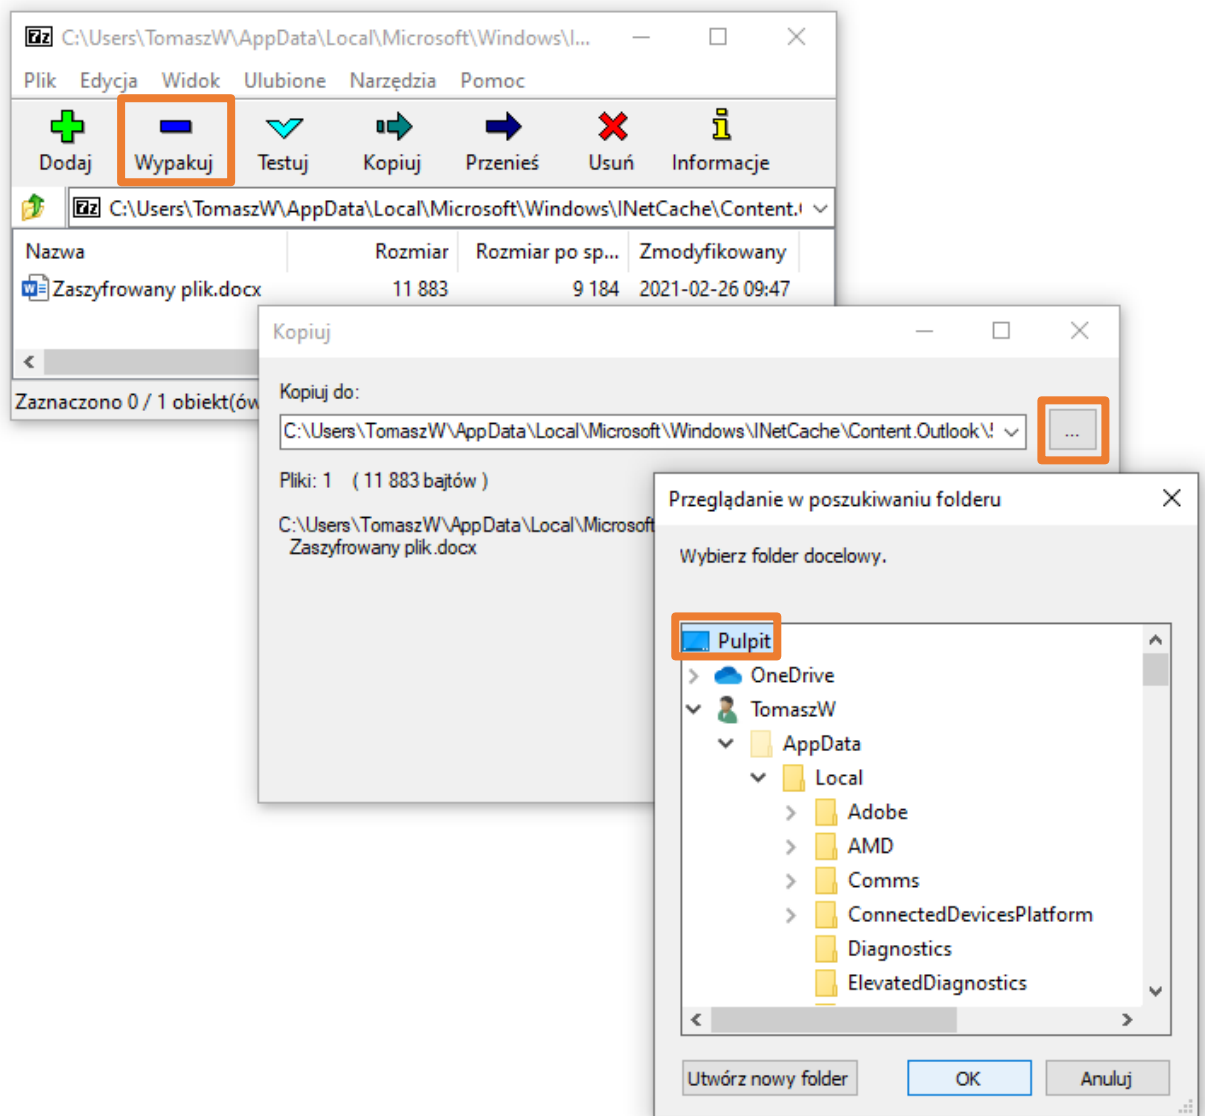 C:\Users\TomaszW\AppData\Local\Microsoft\Windows\I...
Plik Edycja Widok Ulubione Narzędzia Pomoc
Dodaj Wypakuj Testuj Kopiuj Przenieś Usuń Informacje
C:\Users\TomaszW\AppData\Local\Microsoft\Windows\INetCache\Content.
Nazwa Rozmiar Rozmiar po sp... Zmodyfikowany
Zaszyfrowany plik.docx 11 883 9 184 2021-02-26 09:47
Zaznaczono 0 / 1 obiekt(ów
Kopiuj
Kopiuj do:
C:\Users\TomaszW\AppData\Local\Microsoft\Windows\INetCache\Content.Outlook\
...
Pliki: 1 ( 11 883 bajtów )
C:\Users\TomaszW\AppData\Local\Microsoft
Zaszyfrowany plik.docx
Przeglądanie w poszukiwaniu folderu
Wybierz folder docelowy.
Pulpit
OneDrive
TomaszW
AppData
Local
Adobe
AMD
Comms
ConnectedDevicesPlatform
Diagnostics
ElevatedDiagnostics
Utwórz nowy folder OK Anuluj